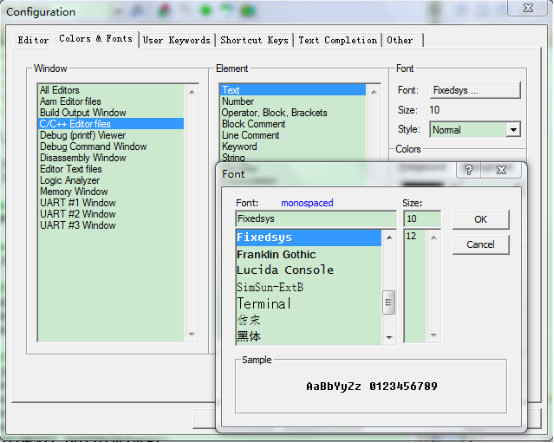 Configuration
Editor
Colors & Fonts
User Keywords
Shortcut Keys
Text Completion
Other
Window
All Editors
Asm Editor files
Build Output Window
C/C++ Editor files
Debug (printf) Viewer
Debug Command Window
Disassembly Window
Editor Text files
Logic Analyzer
Memory Window
UART #1 Window
UART #2 Window
UART #3 Window
Element
Text
Number
Operator, Block, Brackets
Block Comment
Line Comment
Keyword
String
Font
Font: Fixedsys ...
Size: 10
Style: Normal
Colors
Font
Font: monospaced
Fixedsys
Fixedsys
Franklin Gothic
Lucida Console
SimSun-ExtB
Terminal
仿宋
黑体
Size:
10
12
OK
Cancel
Sample
AaBbYyZz 0123456789